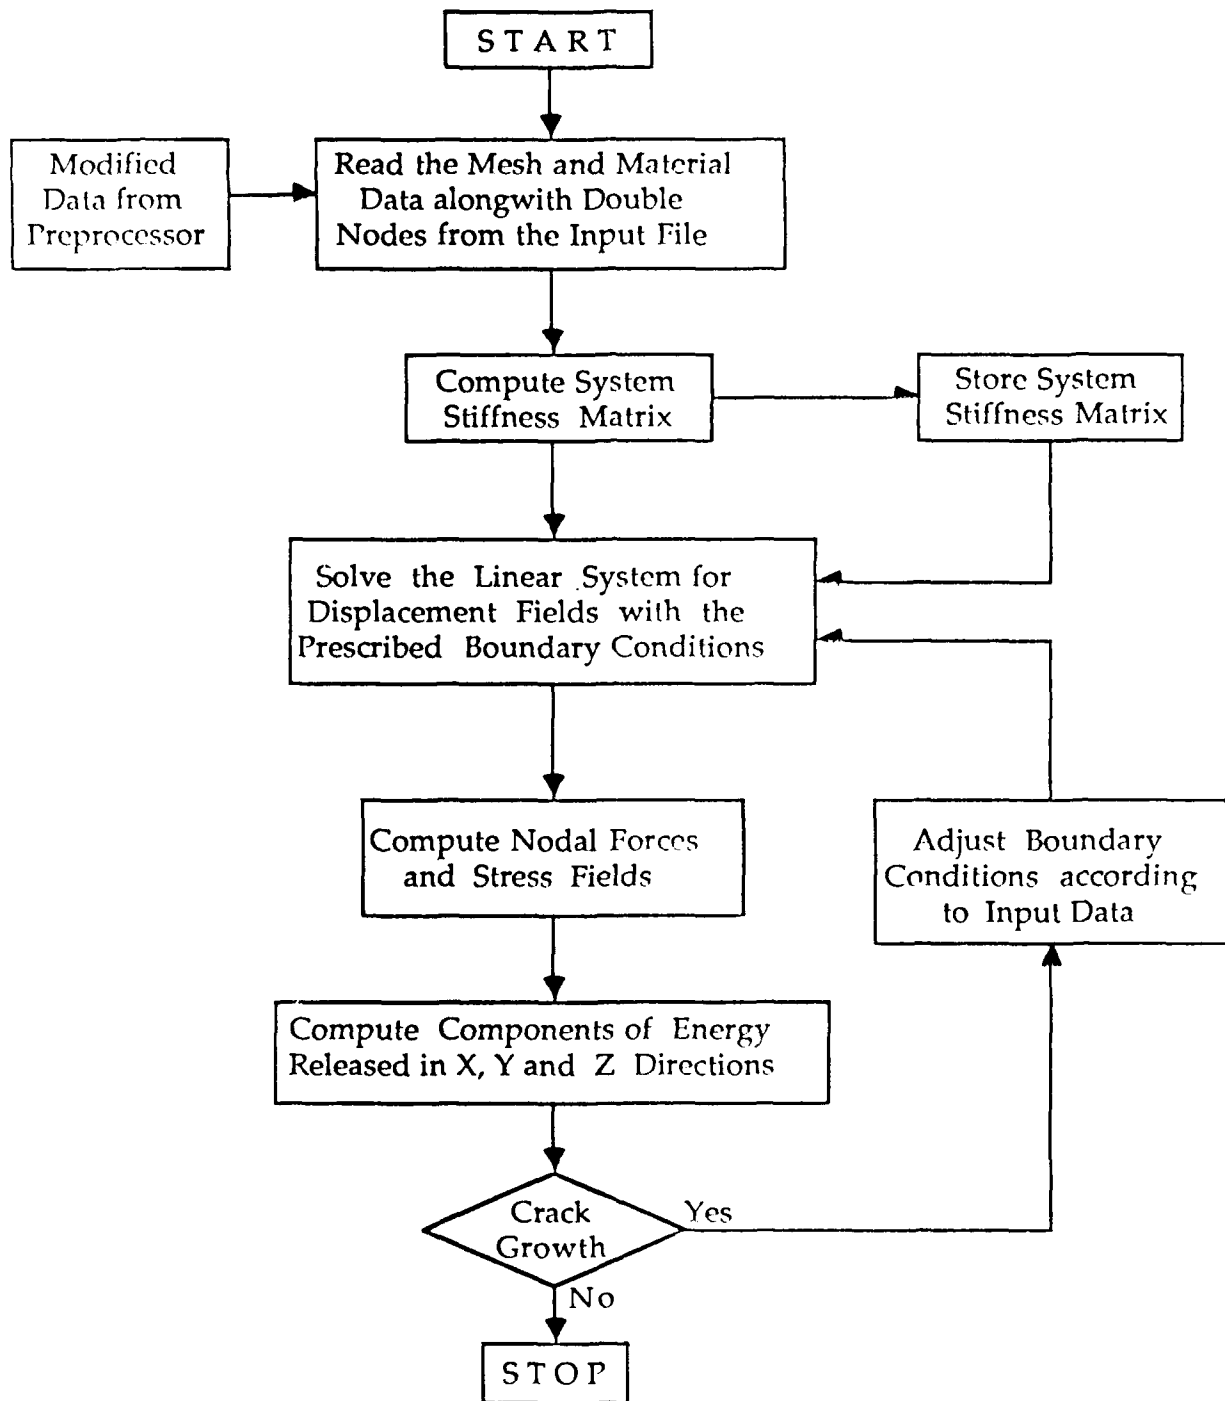 START
Modified
Data from
Preprocessor
Read the Mesh and Material
Data alongwith Double
Nodes from the Input File
Compute System
Stiffness Matrix
Store System
Stiffness Matrix
Solve the Linear System for
Displacement Fields with the
Prescribed Boundary Conditions
Compute Nodal Forces
and Stress Fields
Adjust Boundary
Conditions according
to Input Data
Compute Components of Energy
Released in X, Y and Z Directions
Crack
Growth
Yes
No
STOP